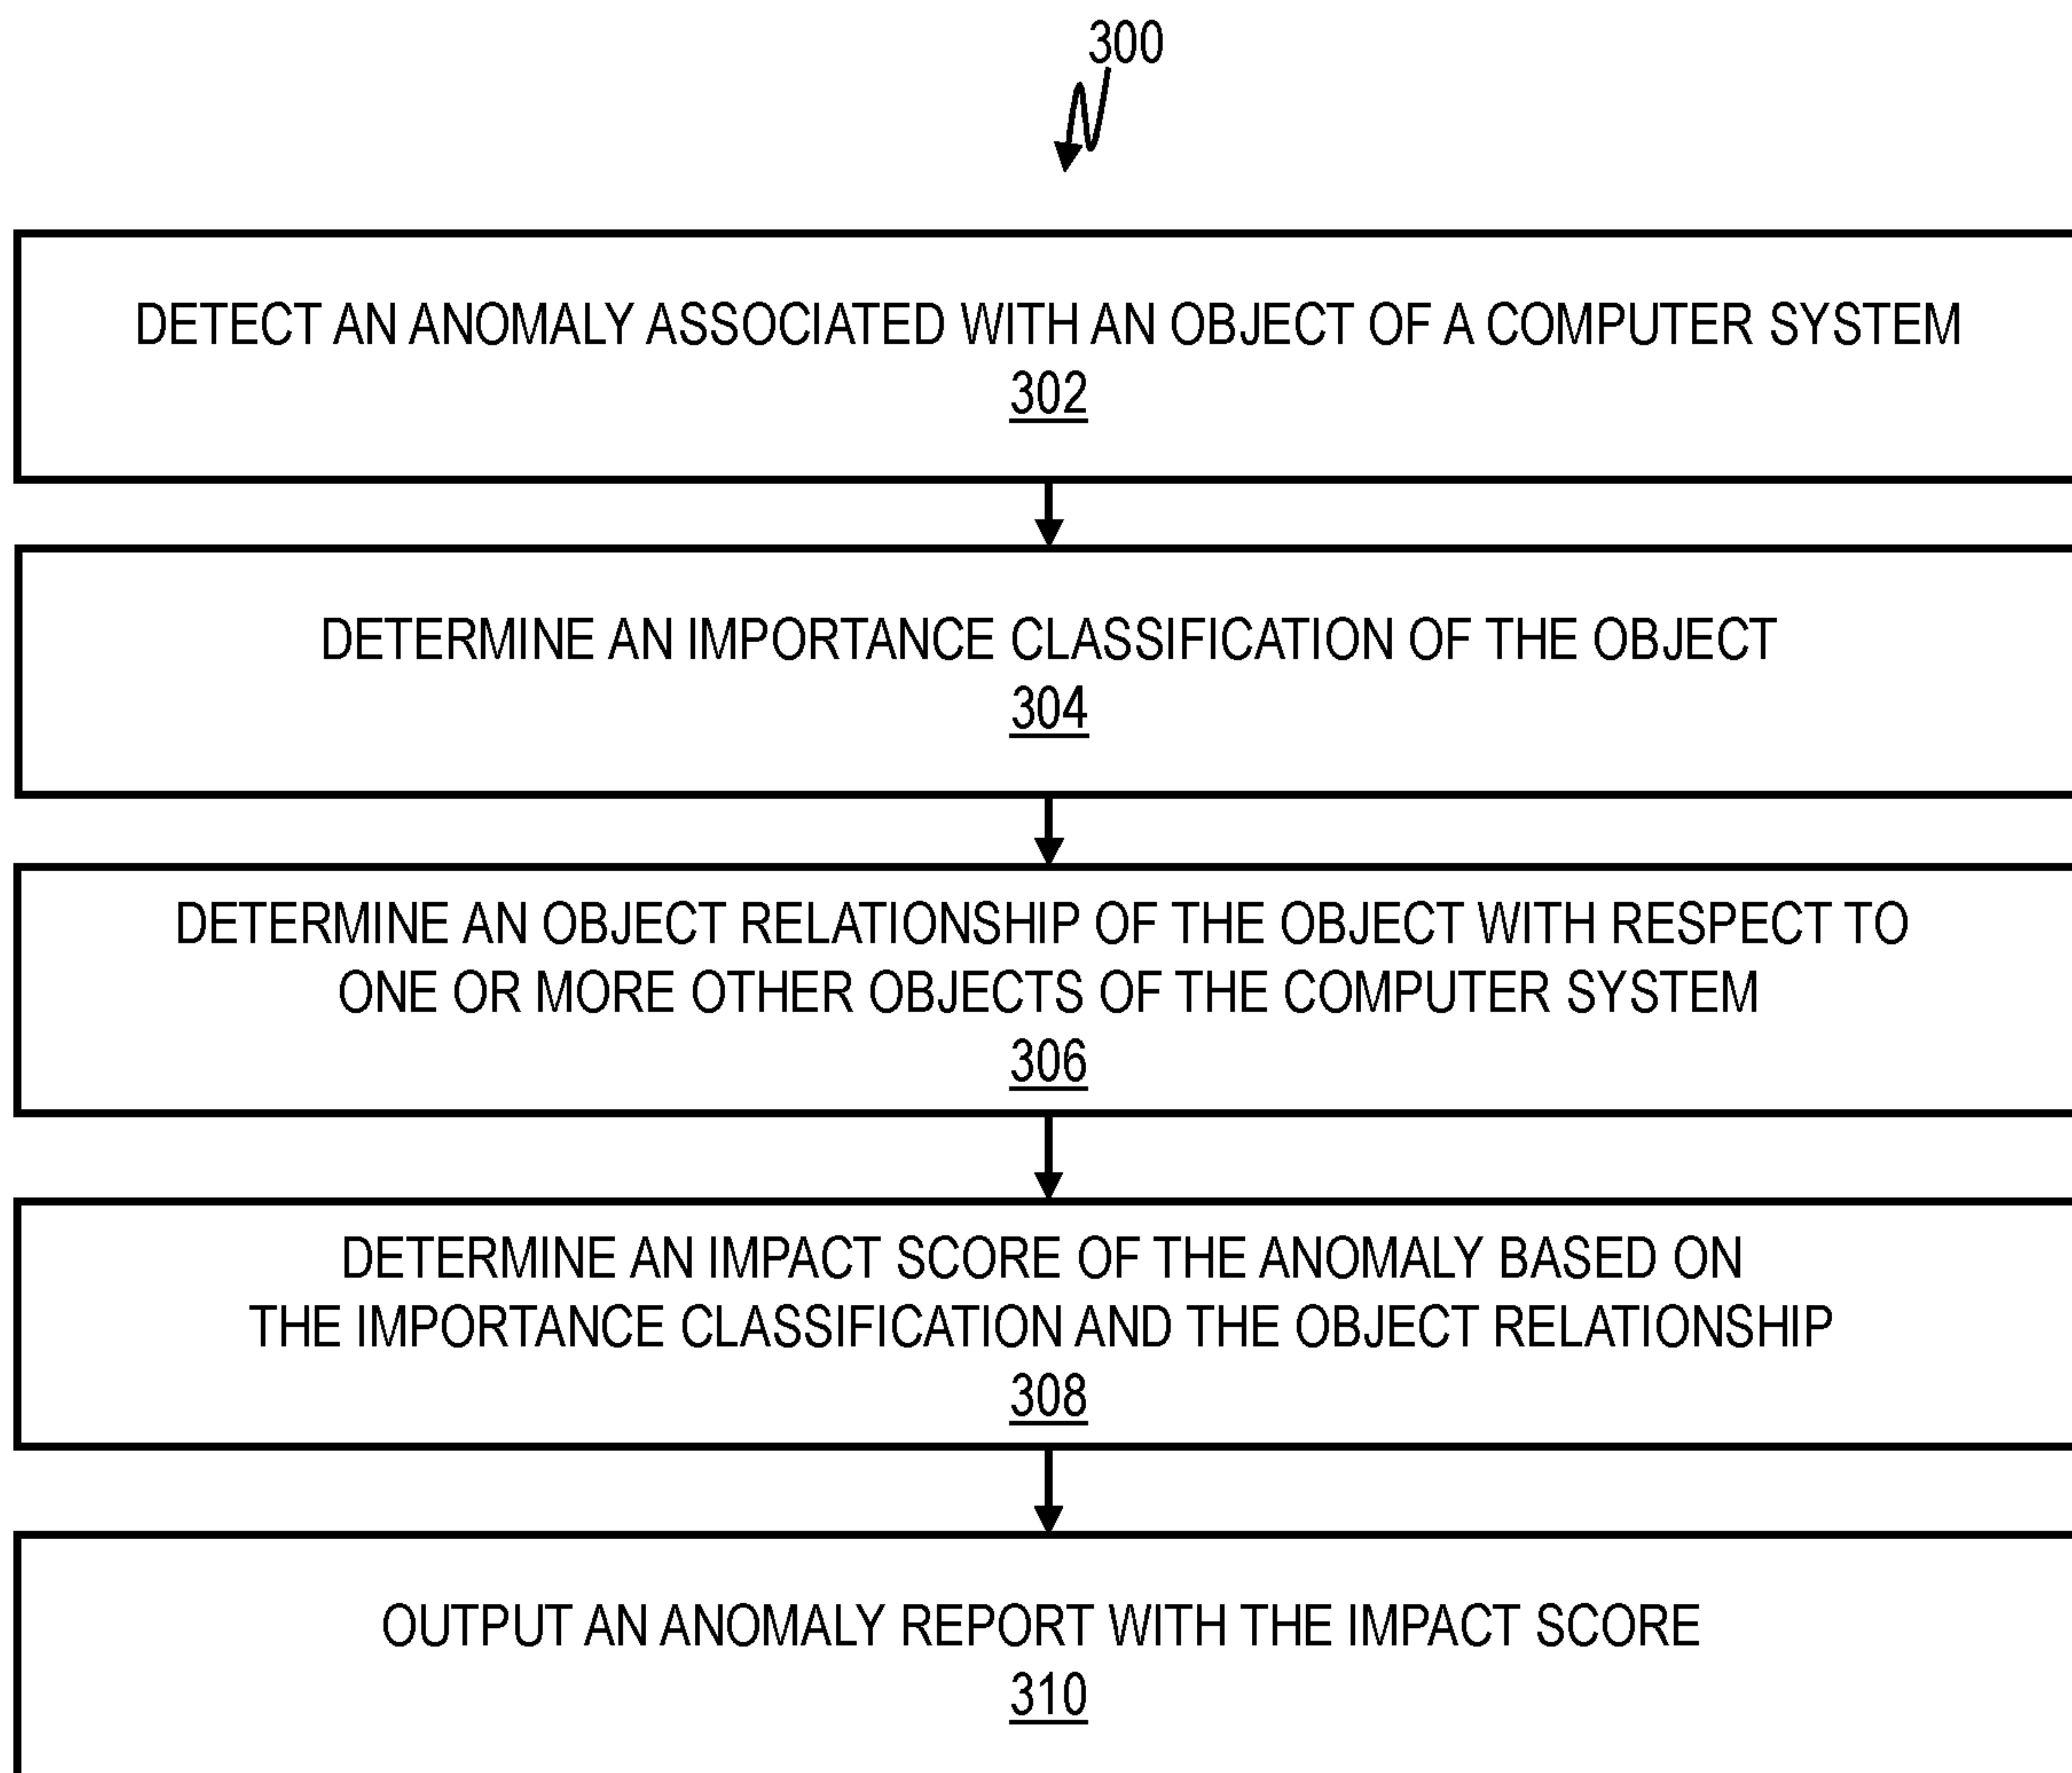 300
DETECT AN ANOMALY ASSOCIATED WITH AN OBJECT OF A COMPUTER SYSTEM
302
DETERMINE AN IMPORTANCE CLASSIFICATION OF THE OBJECT
304
DETERMINE AN OBJECT RELATIONSHIP OF THE OBJECT WITH RESPECT TO
ONE OR MORE OTHER OBJECTS OF THE COMPUTER SYSTEM
306
DETERMINE AN IMPACT SCORE OF THE ANOMALY BASED ON
THE IMPORTANCE CLASSIFICATION AND THE OBJECT RELATIONSHIP
308
OUTPUT AN ANOMALY REPORT WITH THE IMPACT SCORE
310